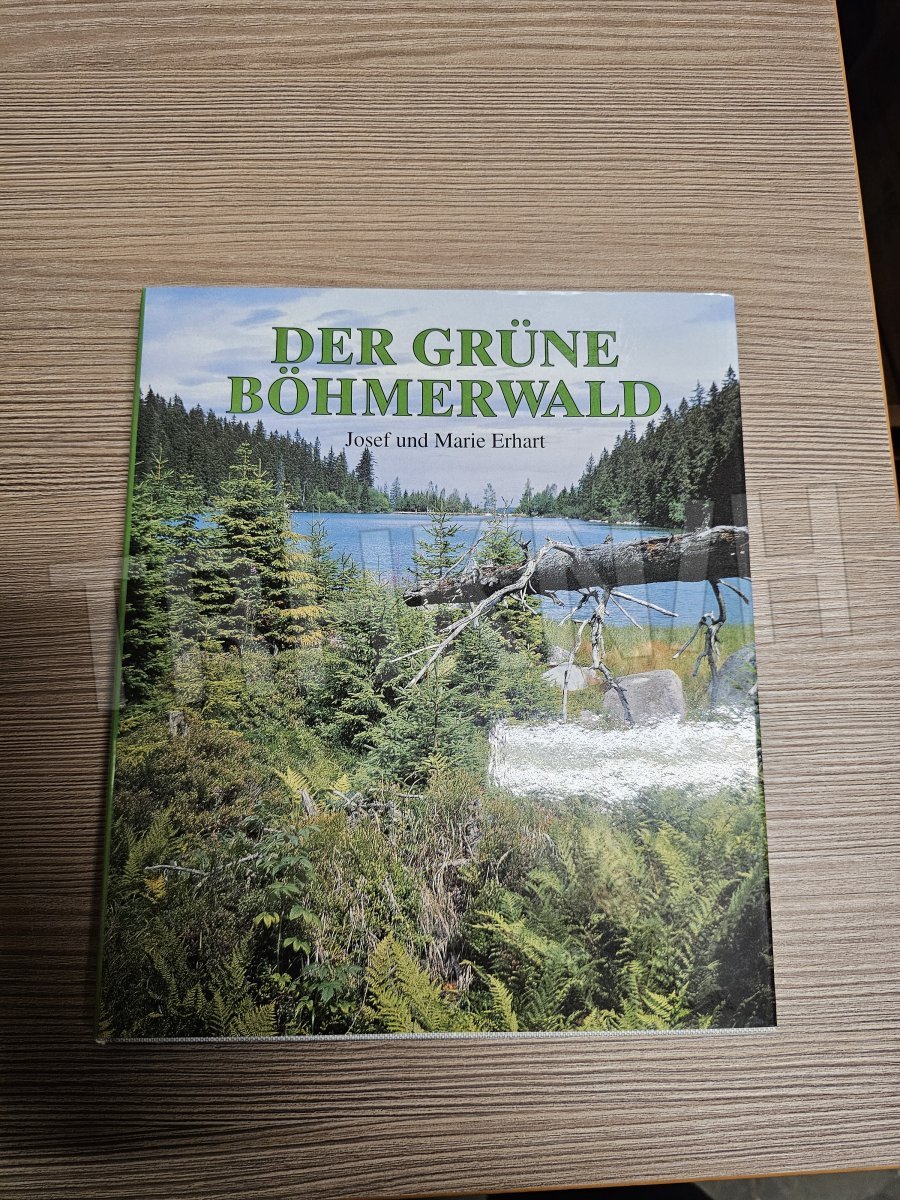 DER GRÜNE
BÖHMERWALD
Josef und Marie Erhart